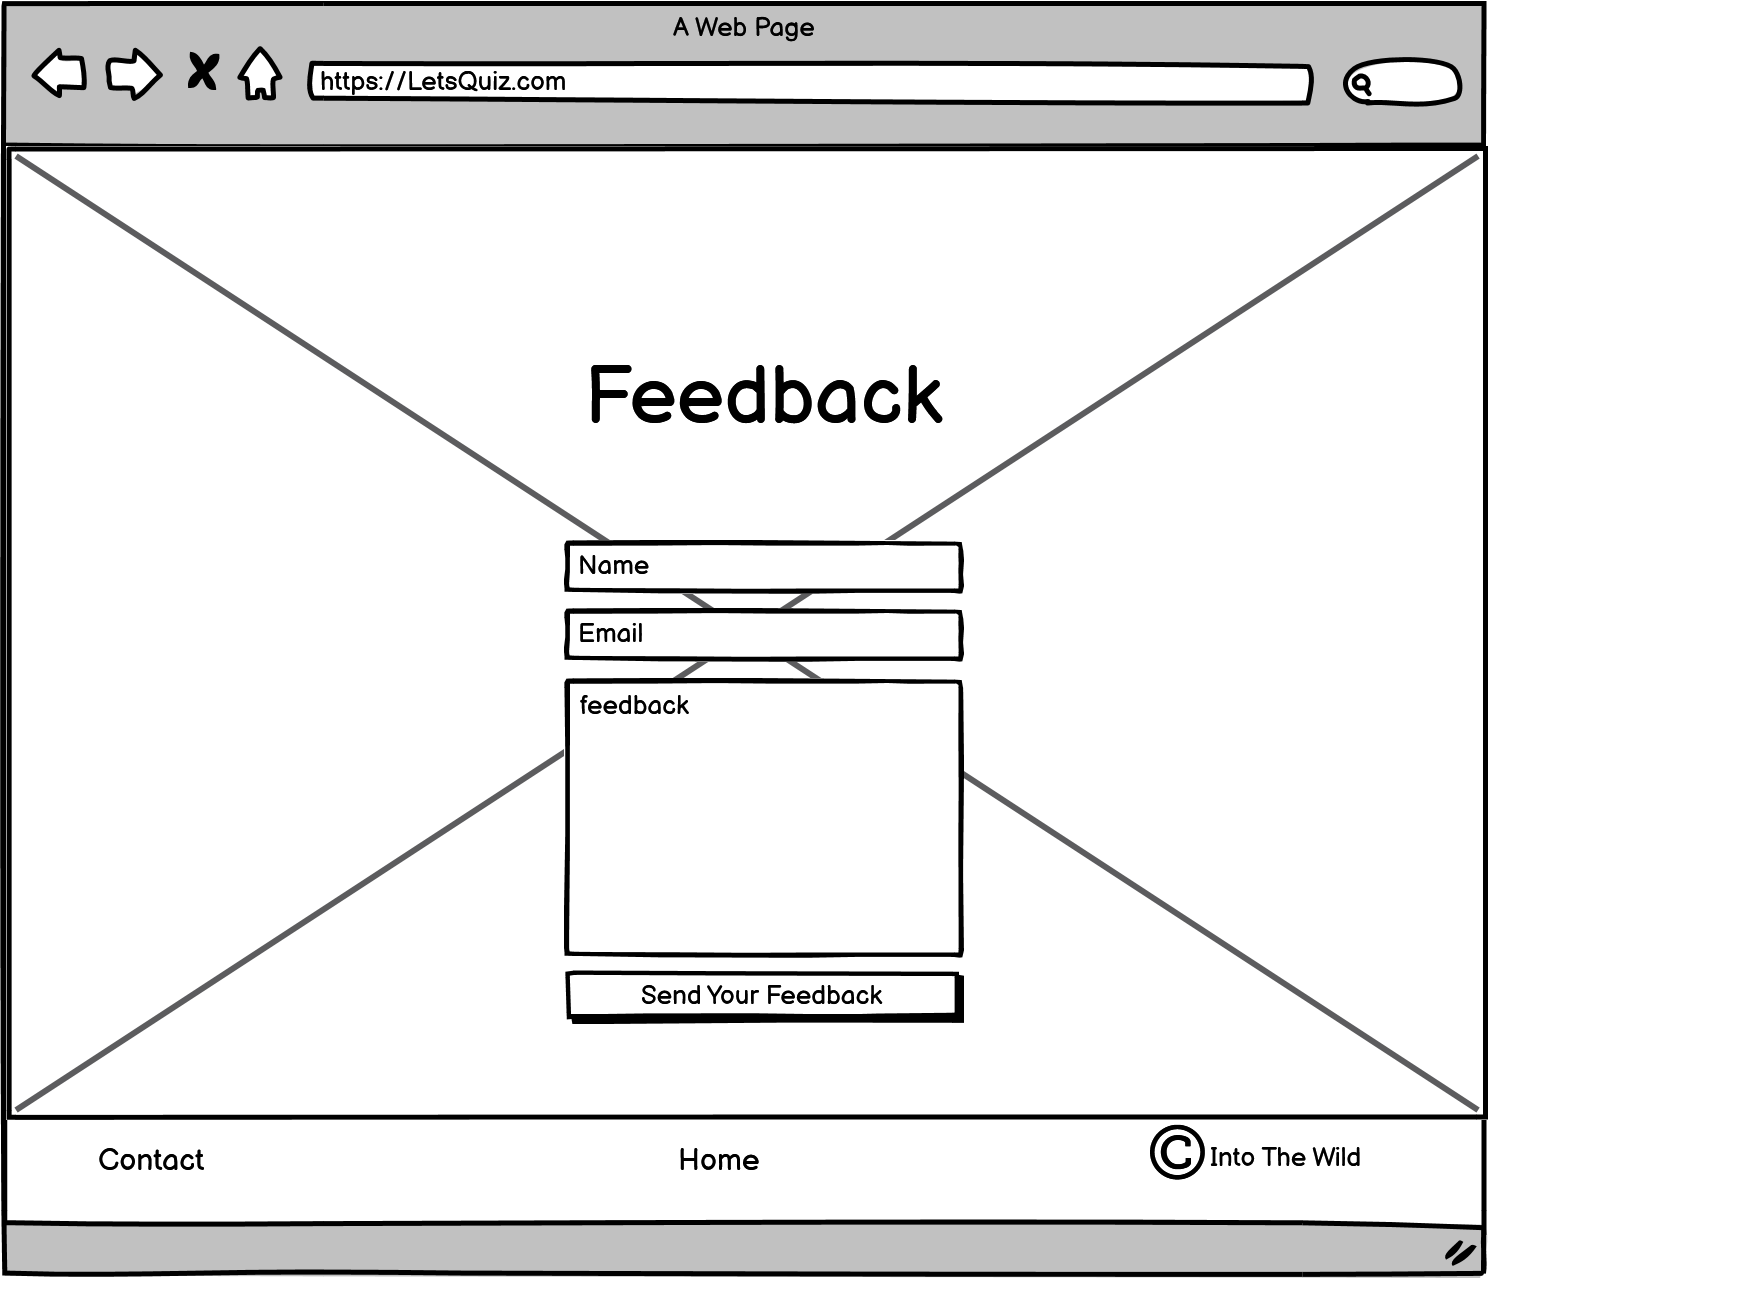 A Web Page
https://LetsQuiz.com
Feedback
Name
Email
feedback
Send Your Feedback
Contact
Home
© Into The Wild